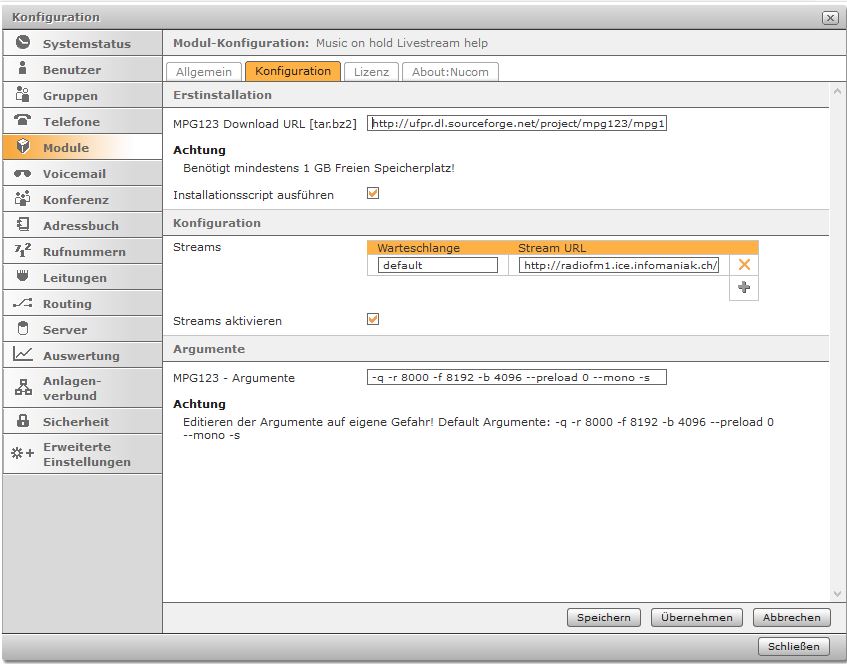 Konfiguration
Systemstatus
Benutzer
Gruppen
Telefone
Module
Voicemail
Konferenz
Adressbuch
Rufnummern
Leitungen
Routing
Server
Auswertung
Anlagen-
verbund
Sicherheit
Erweiterte
Einstellungen
Modul-Konfiguration: Music on hold Livestream help
Allgemein Konfiguration Lizenz About:Nucom
Erstinstallation
MPG123 Download URL [tar.bz2] http://ufpr.dl.sourceforge.net/project/mpg123/mpg1
Achtung
Benötigt mindestens 1 GB Freien Speicherplatz!
Installationsscript ausführen
Konfiguration
Streams Warteschlange Stream URL
default http://radiofm1.ice.infomaniak.ch/
Streams aktivieren
Argumente
MPG123 - Argumente -q -r 8000 -f 8192 -b 4096 --preload 0 --mono -s
Achtung
Editieren der Argumente auf eigene Gefahr! Default Argumente: -q -r 8000 -f 8192 -b 4096 --preload 0
--mono -s
Speichern Übernehmen Abbrechen
Schließen